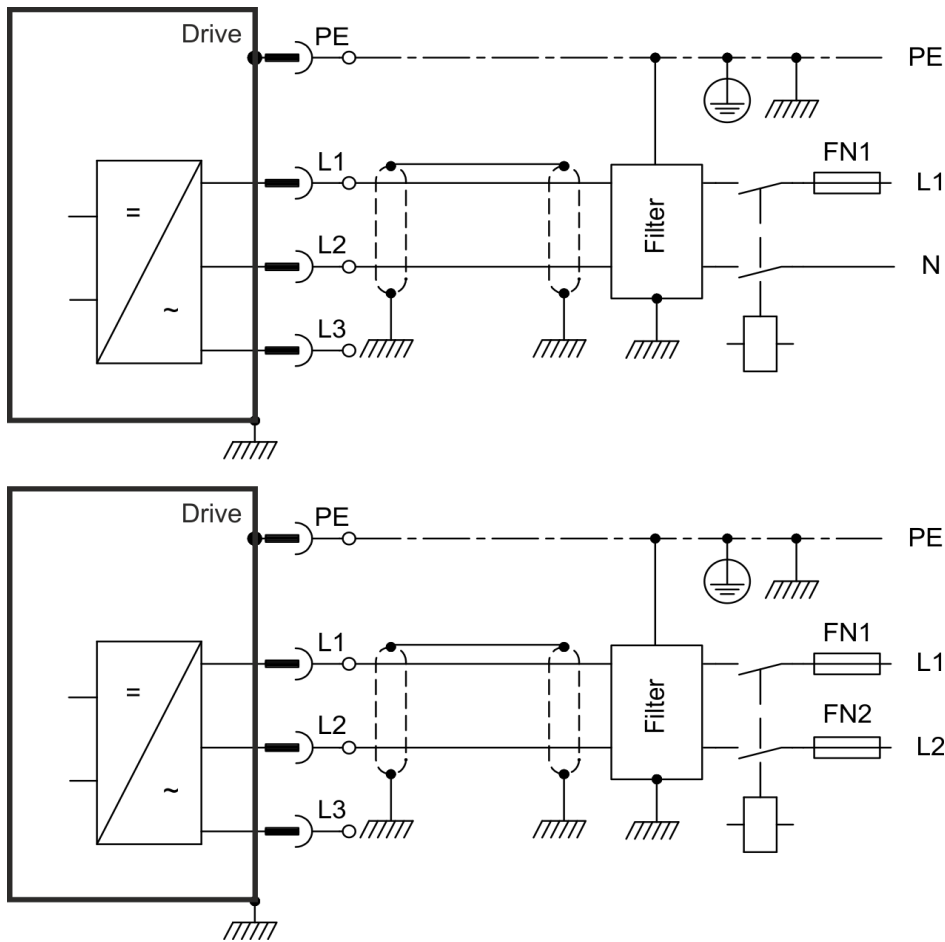 Drive
PE
PE
L1
FN1
L1
=
Filter
L2
N
~
L3
Drive
PE
PE
L1
FN1
L1
=
Filter
L2
FN2
L2
~
L3